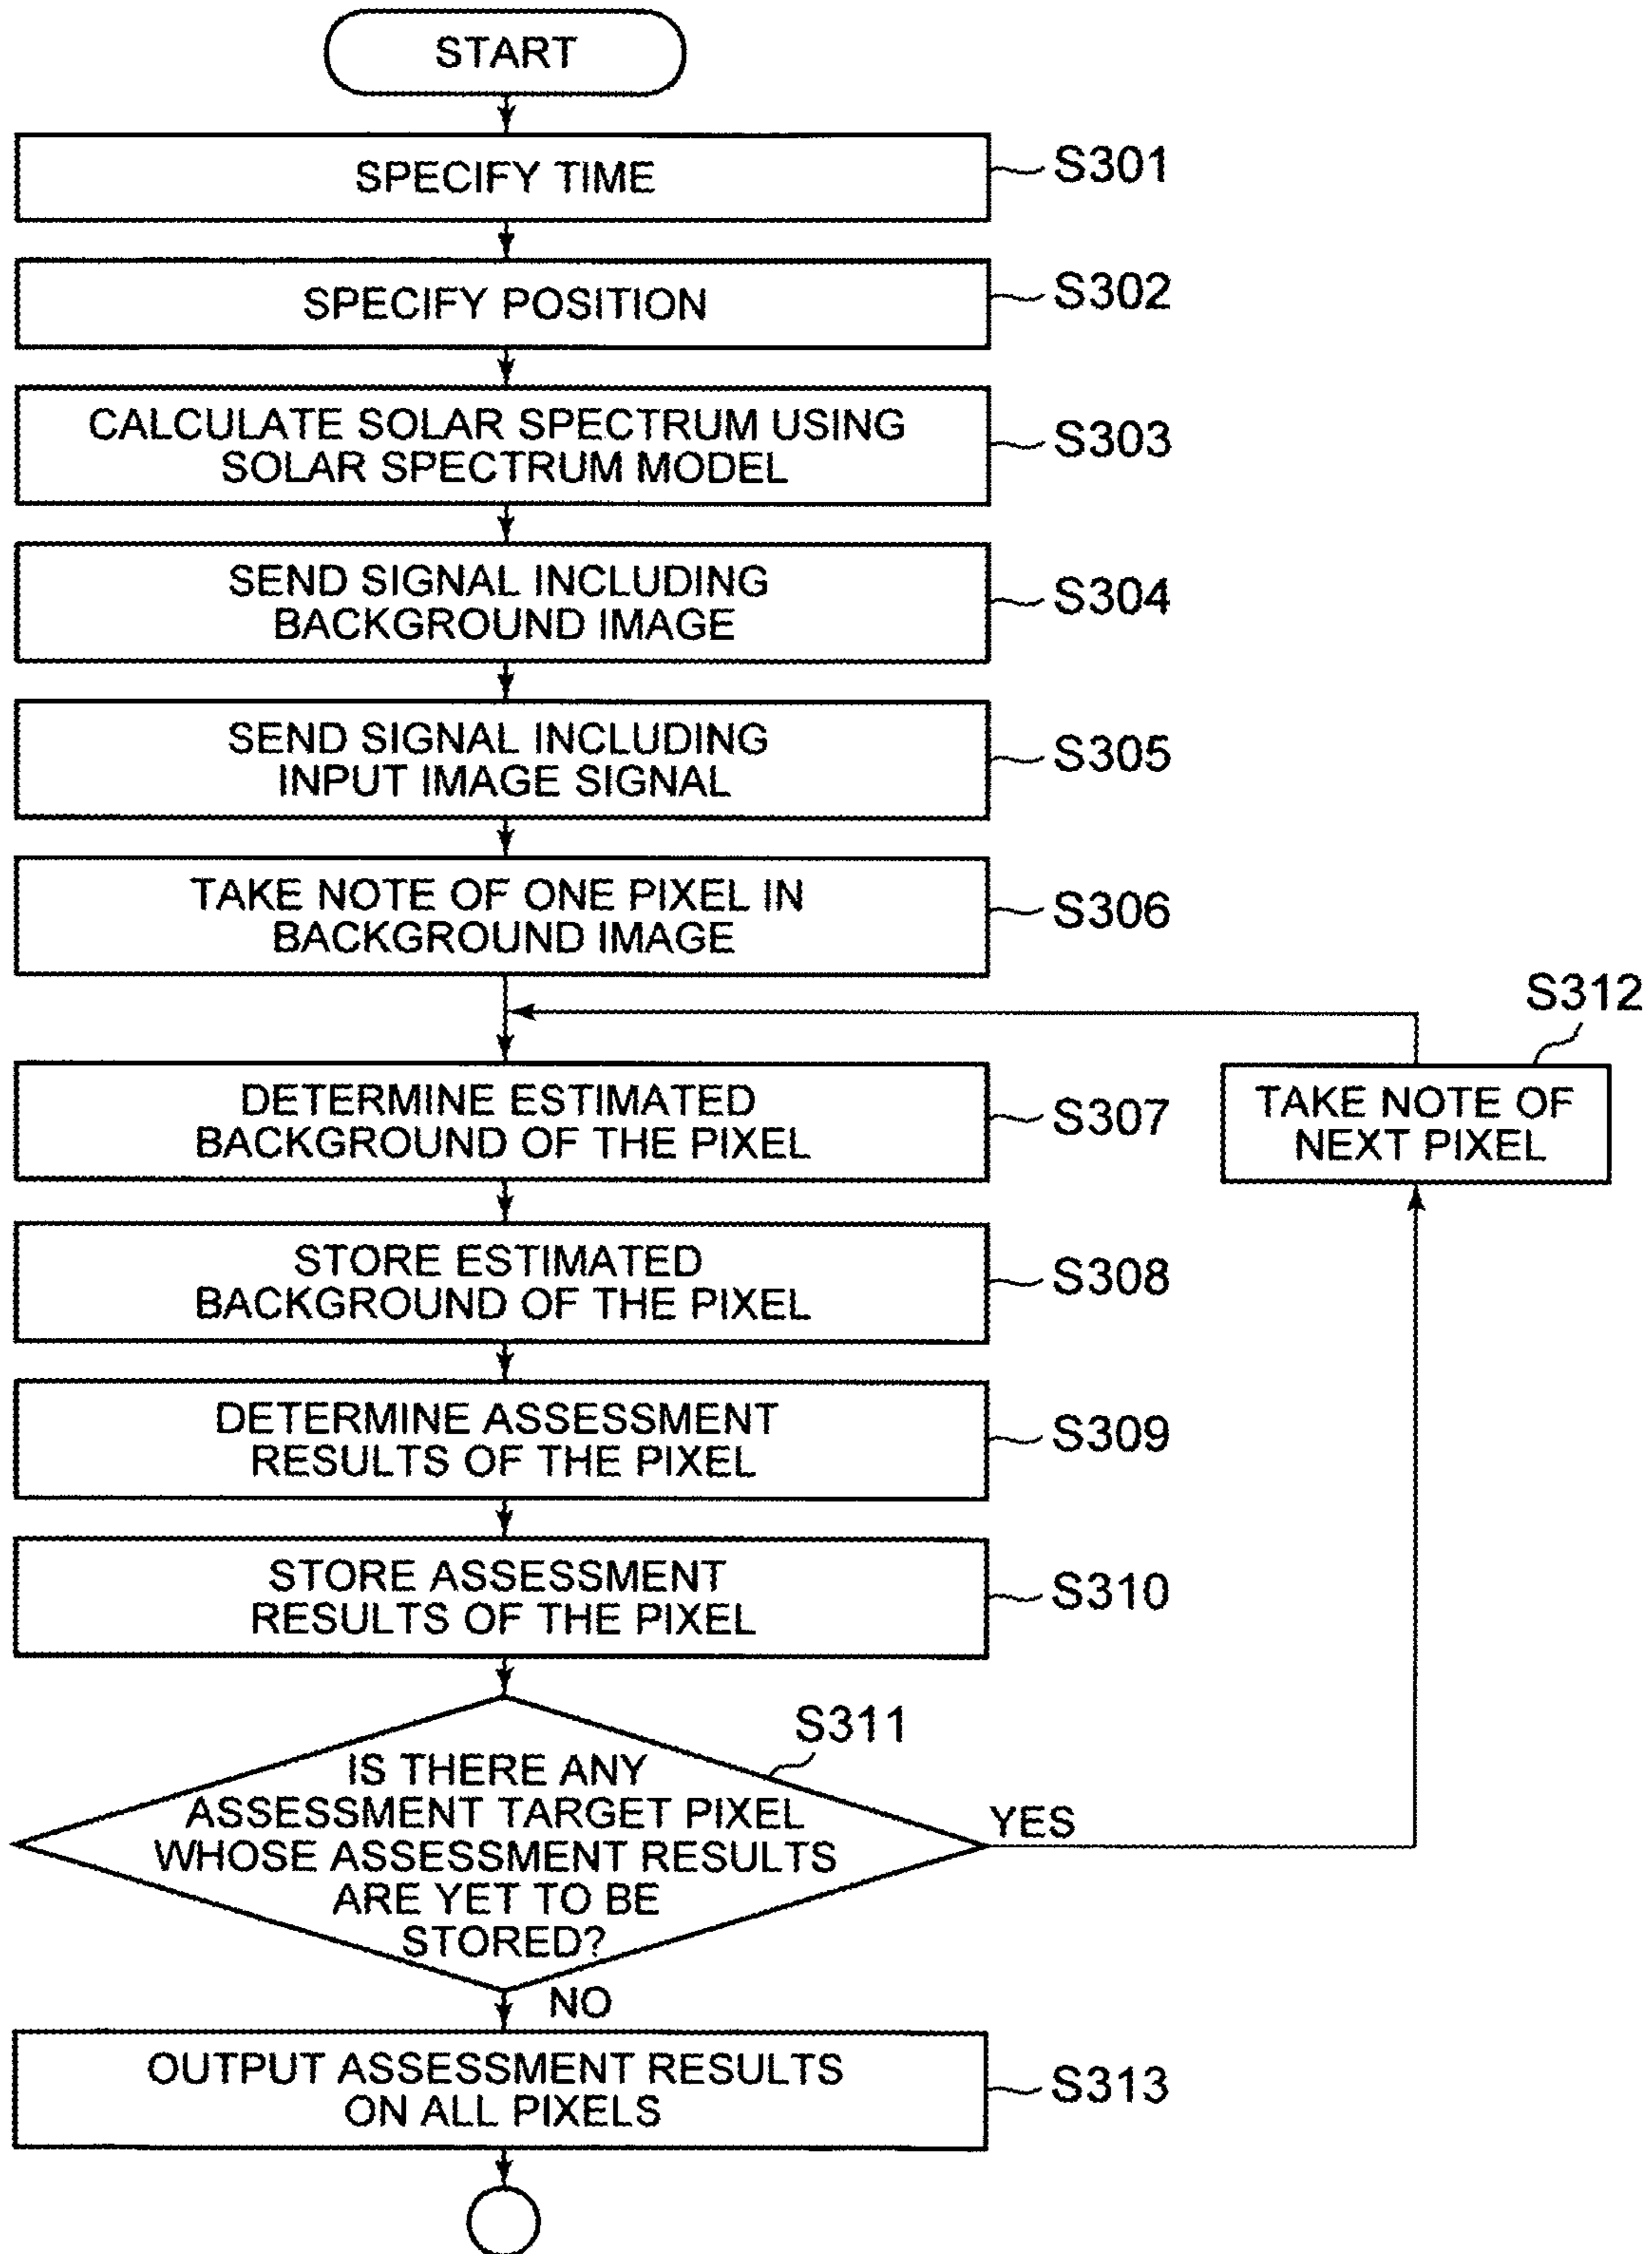 START
SPECIFY TIME
S301
SPECIFY POSITION
S302
CALCULATE SOLAR SPECTRUM USING
SOLAR SPECTRUM MODEL
S303
SEND SIGNAL INCLUDING
BACKGROUND IMAGE
S304
SEND SIGNAL INCLUDING
INPUT IMAGE SIGNAL
S305
TAKE NOTE OF ONE PIXEL IN
BACKGROUND IMAGE
S306
S312
TAKE NOTE OF
NEXT PIXEL
DETERMINE ESTIMATED
BACKGROUND OF THE PIXEL
S307
STORE ESTIMATED
BACKGROUND OF THE PIXEL
S308
DETERMINE ASSESSMENT
RESULTS OF THE PIXEL
S309
STORE ASSESSMENT
RESULTS OF THE PIXEL
S310
S311
IS THERE ANY
ASSESSMENT TARGET PIXEL
WHOSE ASSESSMENT RESULTS
ARE YET TO BE
STORED?
YES
NO
OUTPUT ASSESSMENT RESULTS
ON ALL PIXELS
S313